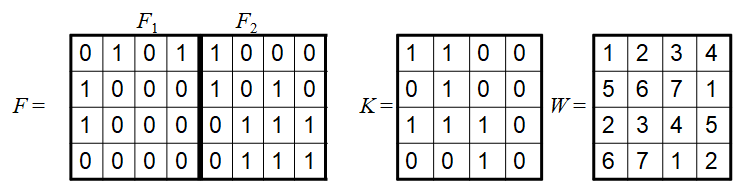 F1 F2
0 1 0 1 1 0 0 0 1 1 0 0 1 2 3 4
1 0 0 0 1 0 1 0 0 1 0 0 5 6 7 1
F = K = W =
1 0 0 0 0 1 1 1 1 1 1 0 2 3 4 5
0 0 0 0 0 1 1 1 0 0 1 0 6 7 1 2